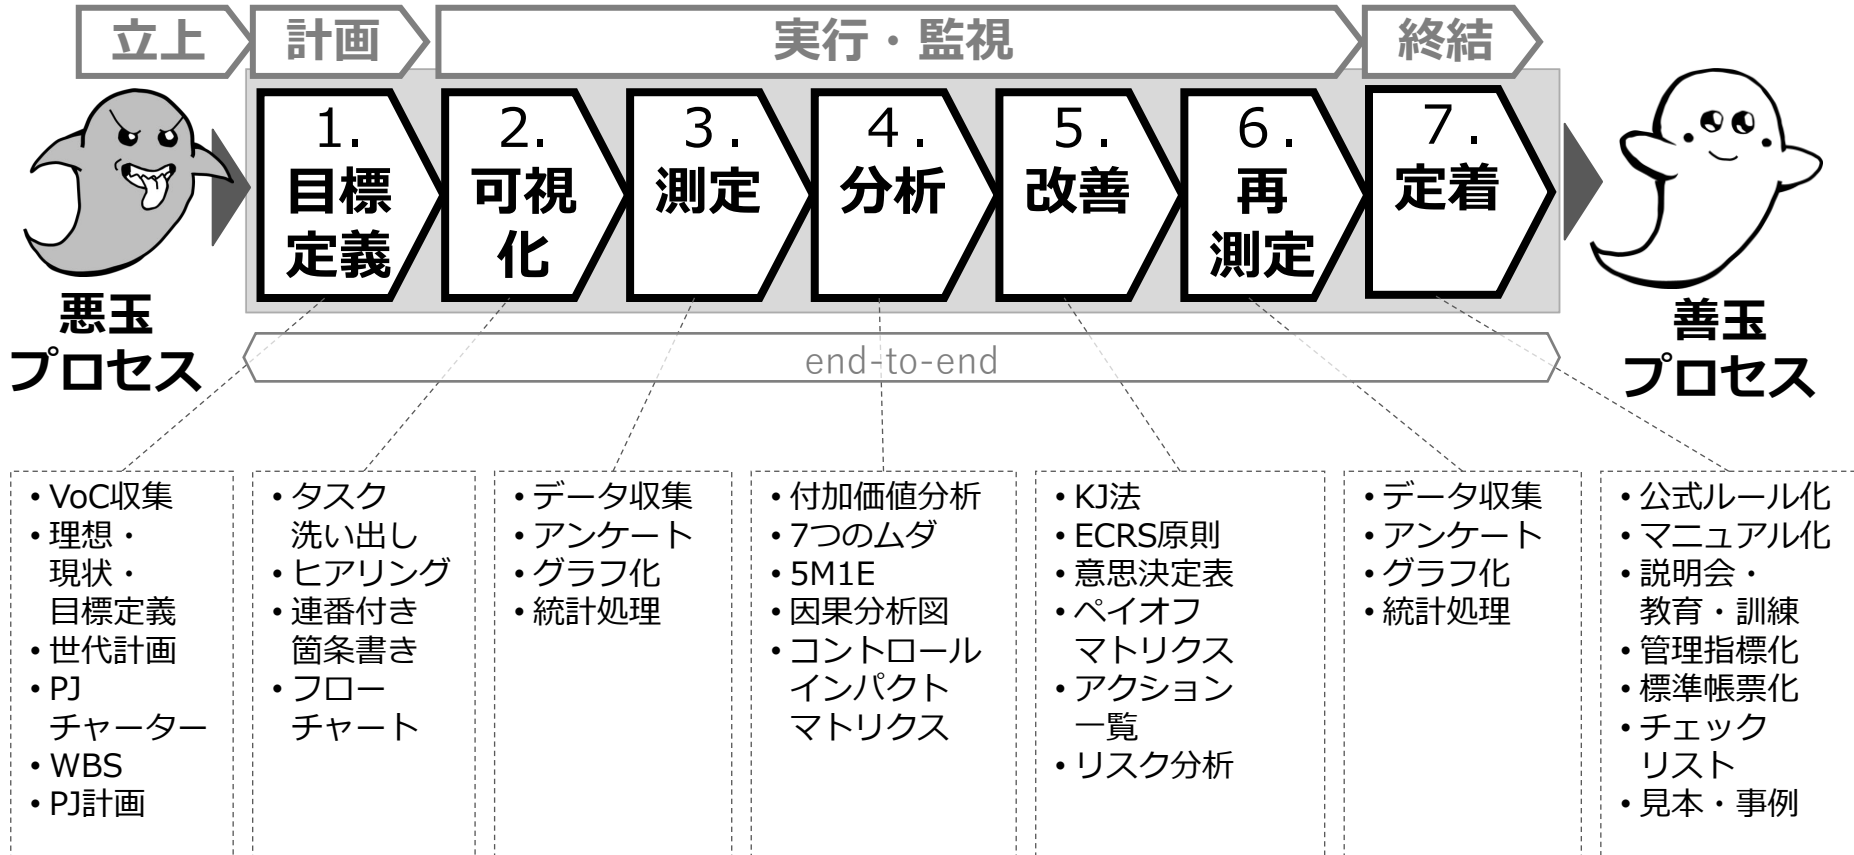 立上
計画
実行・監視
終結
1.
目標
定義
2.
可視
化
3.
測定
4.
分析
5.
改善
6.
再
測定
7.
定着
悪玉
プロセス
善玉
プロセス
end-to-end
• VoC収集
• 理想・
現状・
目標定義
• 世代計画
• PJ
チャーター
• WBS
• PJ計画
• タスク
洗い出し
• ヒアリング
• 連番付き
箇条書き
• フロー
チャート
• データ収集
• アンケート
• グラフ化
• 統計処理
• 付加価値分析
• 7つのムダ
• 5M1E
• 因果分析図
• コントロール
インパクト
マトリクス
• KJ法
• ECRS原則
• 意思決定表
• ペイオフ
マトリクス
• アクション
一覧
• リスク分析
• データ収集
• アンケート
• グラフ化
• 統計処理
• 公式ルール化
• マニュアル化
• 説明会・
教育・訓練
• 管理指標化
• 標準帳票化
• チェック
リスト
• 見本・事例